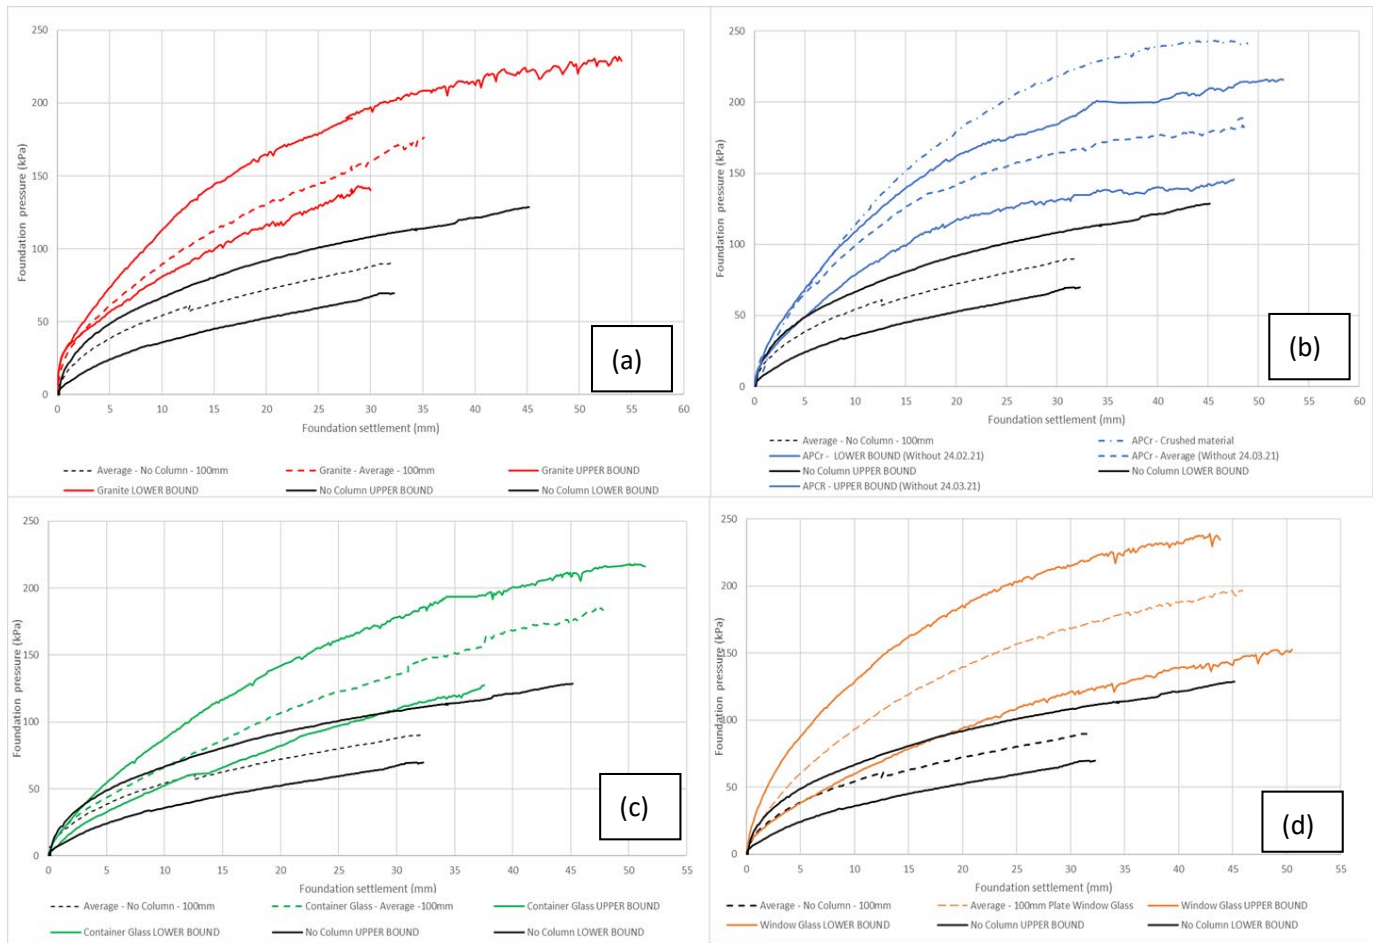 250
200
150
100
50
0
Foundation pressure (kPa)
0 5 10 15 20 25 30 35 40 45 50 55 60
Foundation settlement (mm)
(a)
Average - No Column - 100mm Granite - Average - 100mm Granite UPPER BOUND
Granite LOWER BOUND No Column UPPER BOUND No Column LOWER BOUND
250
200
150
100
50
0
Foundation pressure (kPa)
0 5 10 15 20 25 30 35 40 45 50 55 60
Foundation settlement (mm)
(b)
Average - No Column - 100mm APCr - Crushed material
APCr - LOWER BOUND (Without 24.02.21) APCr - Average (Without 24.03.21)
No Column UPPER BOUND No Column LOWER BOUND
APCR - UPPER BOUND (Without 24.03.21)
250
200
150
100
50
0
Foundation pressure (kPa)
0 5 10 15 20 25 30 35 40 45 50 55
Foundation settlement (mm)
(c)
Average - No Column - 100mm Container Glass - Average -100mm Container Glass UPPER BOUND
Container Glass LOWER BOUND No Column UPPER BOUND No Column LOWER BOUND
250
200
150
100
50
0
Foundation pressure (kPa)
0 5 10 15 20 25 30 35 40 45 50 55
Foundation settlement (mm)
(d)
Average - No Column - 100mm Average - 100mm Plate Window Glass Window Glass UPPER BOUND
Window Glass LOWER BOUND No Column UPPER BOUND No Column LOWER BOUND